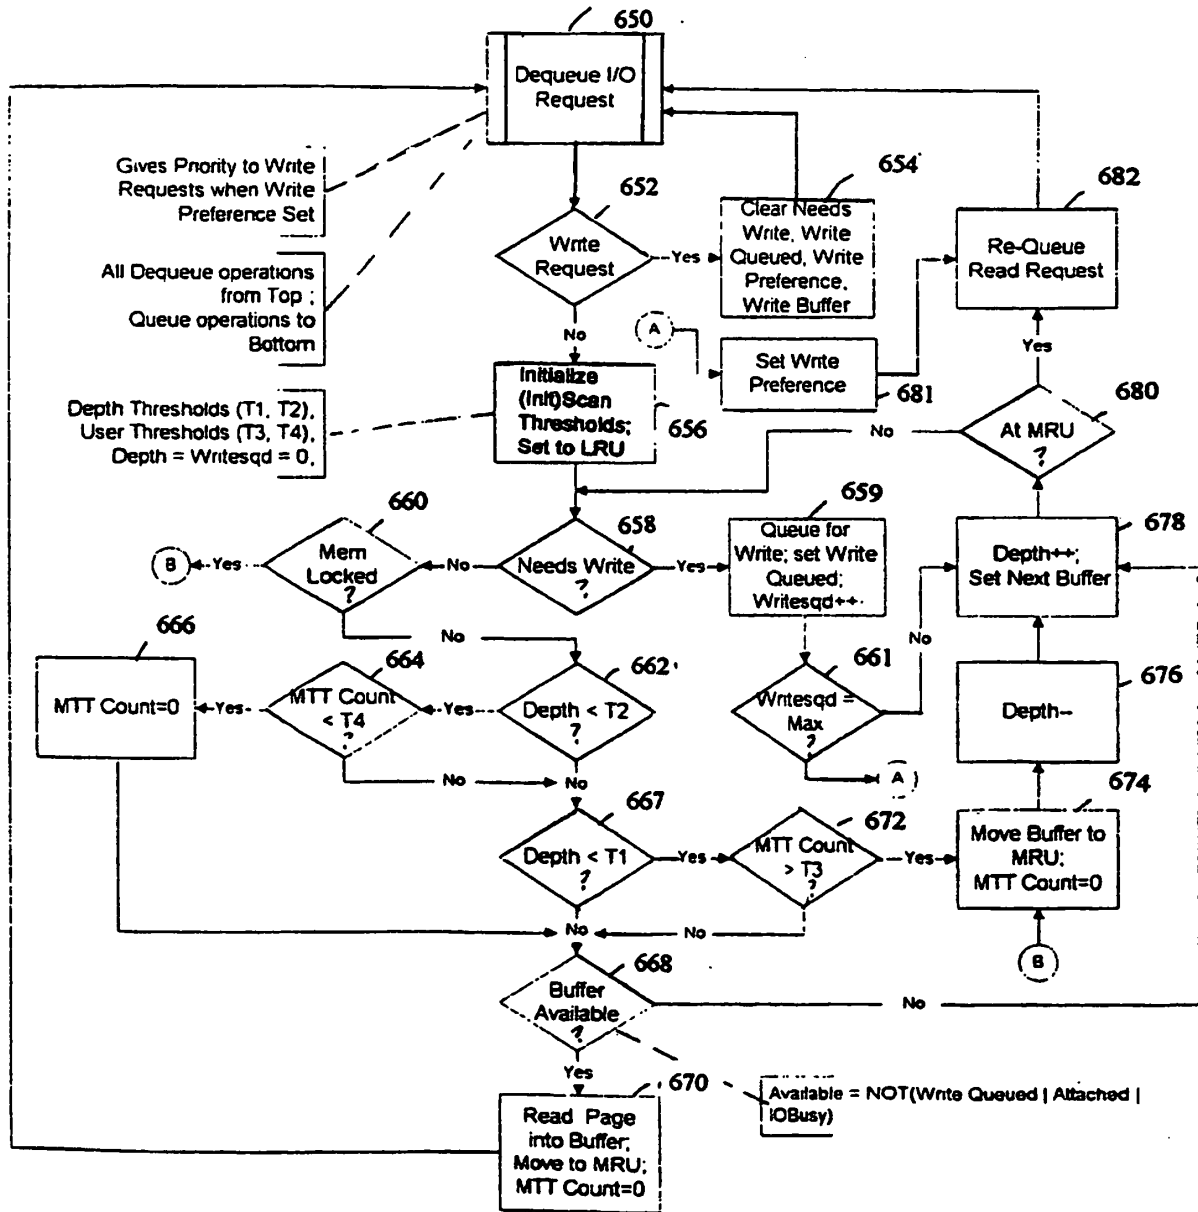 650
Dequeue I/O
Request
Gives Priority to Write
Requests when Write
Preference Set
All Dequeue operations
from Top ;
Queue operations to
Bottom
652
Write
Request
Yes
654
Clear Needs
Write, Write
Queued, Write
Preference,
Write Buffer
682
Re-Queue
Read Request
No
A
Set Write
Preference
681
Yes
680
At MRU
?
No
Depth Thresholds (T1, T2),
User Thresholds (T3, T4),
Depth = Writesqd = 0,
Initialize
(Init)Scan
Thresholds;
Set to LRU
656
660
Mem
Locked
?
Yes
B
No
658
Needs Write
?
Yes
659
Queue for
Write; set Write
Queued;
Writesqd++
678
Depth++;
Set Next Buffer
No
No
666
MTT Count=0
Yes
664
MTT Count
< T4
?
Yes
662
Depth < T2
?
661
Writesqd =
Max
?
A
676
Depth--
No
No
667
Depth < T1
?
Yes
672
MTT Count
> T3
?
Yes
674
Move Buffer to
MRU;
MTT Count=0
B
No
No
668
Buffer
Available
?
No
Yes
670
Read Page
into Buffer;
Move to MRU;
MTT Count=0
Available = NOT(Write Queued | Attached |
IOBusy)